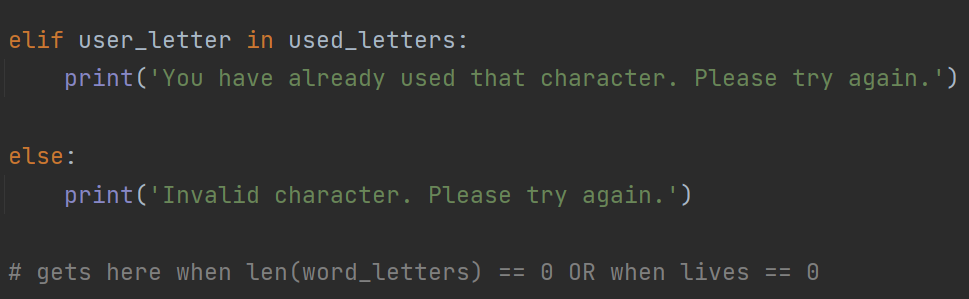 elif user_letter in used_letters:
    print('You have already used that character. Please try again.')
else:
    print('Invalid character. Please try again.')
# gets here when len(word_letters) == 0 OR when lives == 0